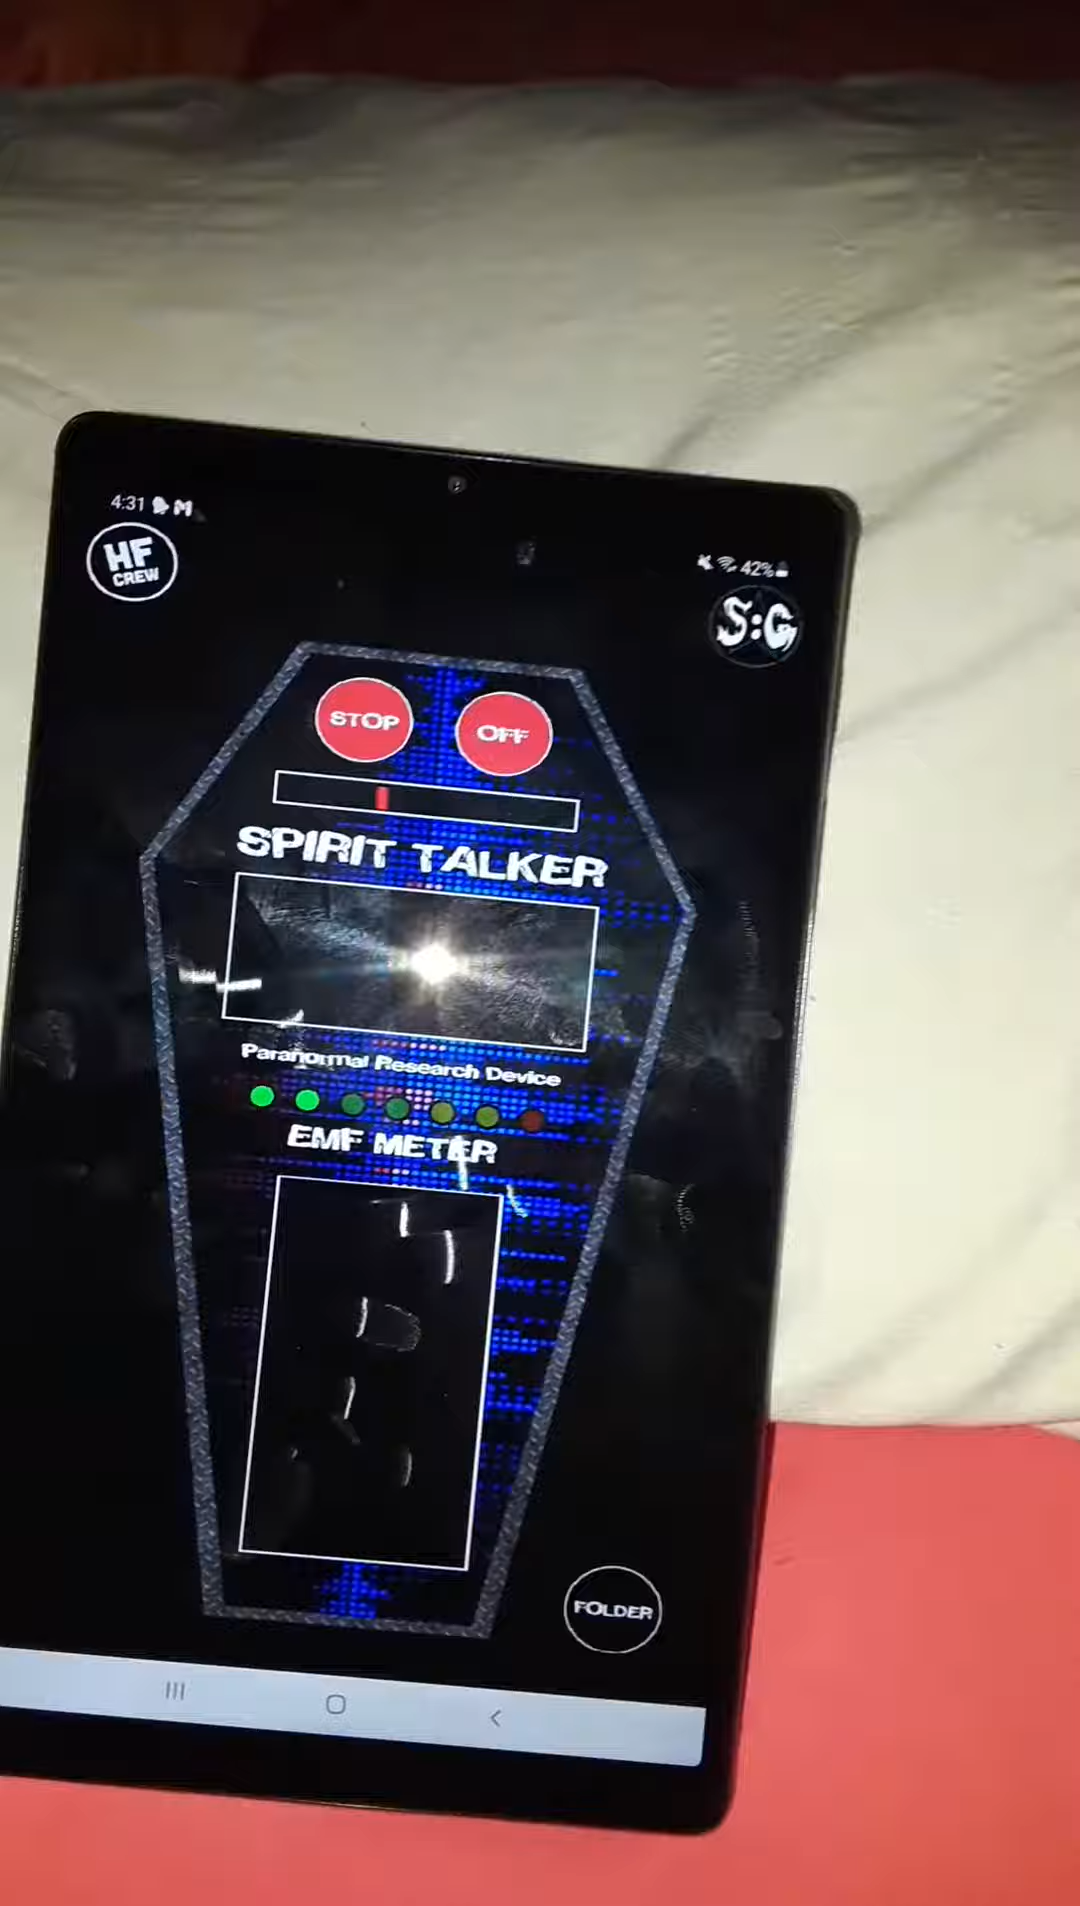 4:31
42%
HF
CREW
S:G
STOP
OFF
SPIRIT TALKER
Paranormal Research Device
EMF METER
FOLDER